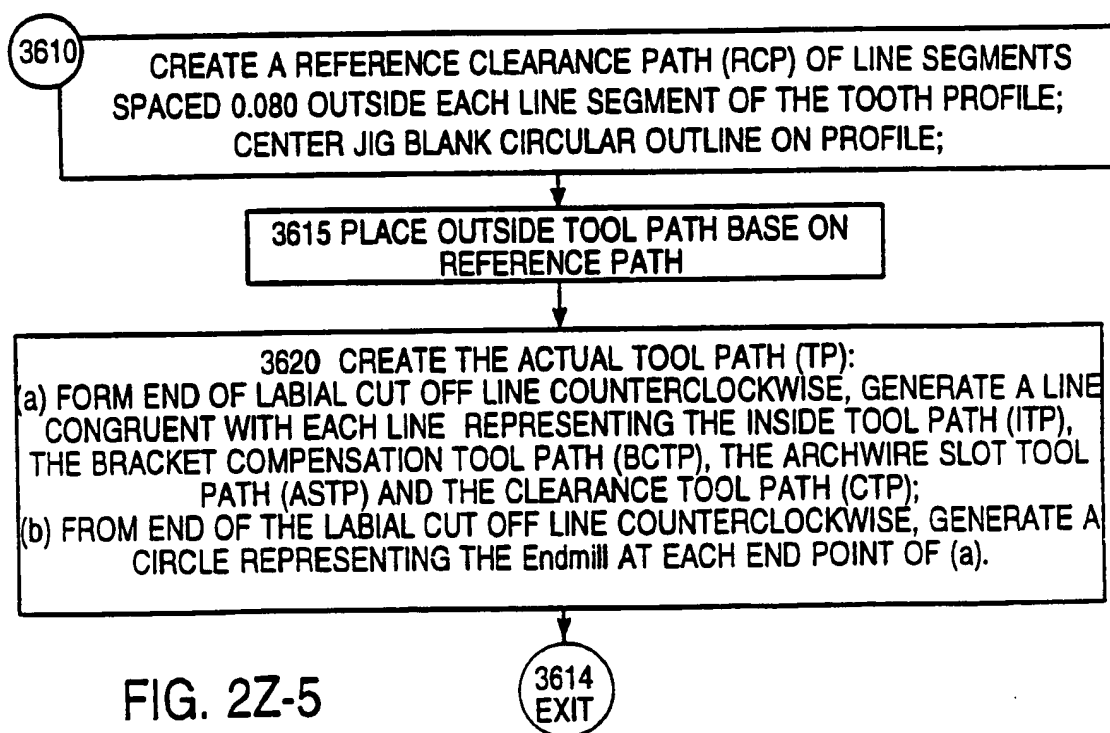 3610
CREATE A REFERENCE CLEARANCE PATH (RCP) OF LINE SEGMENTS
SPACED 0.080 OUTSIDE EACH LINE SEGMENT OF THE TOOTH PROFILE;
CENTER JIG BLANK CIRCULAR OUTLINE ON PROFILE;
3615 PLACE OUTSIDE TOOL PATH BASE ON
REFERENCE PATH
3620 CREATE THE ACTUAL TOOL PATH (TP):
(a) FORM END OF LABIAL CUT OFF LINE COUNTERCLOCKWISE, GENERATE A LINE
CONGRUENT WITH EACH LINE REPRESENTING THE INSIDE TOOL PATH (ITP),
THE BRACKET COMPENSATION TOOL PATH (BCTP), THE ARCHWIRE SLOT TOOL
PATH (ASTP) AND THE CLEARANCE TOOL PATH (CTP);
(b) FROM END OF THE LABIAL CUT OFF LINE COUNTERCLOCKWISE, GENERATE A
CIRCLE REPRESENTING THE Endmill AT EACH END POINT OF (a).
3614
EXIT
FIG. 2Z-5